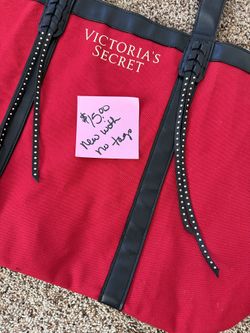 VICTORIA'S
SECRET
$15.00
new with
no tags